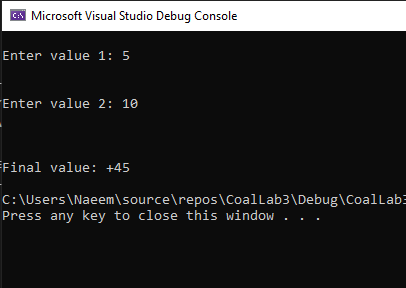 Microsoft Visual Studio Debug Console
Enter value 1: 5
Enter value 2: 10
Final value: +45
C:\Users\Naeem\source\repos\CoalLab3\Debug\CoalLab3
Press any key to close this window . . .